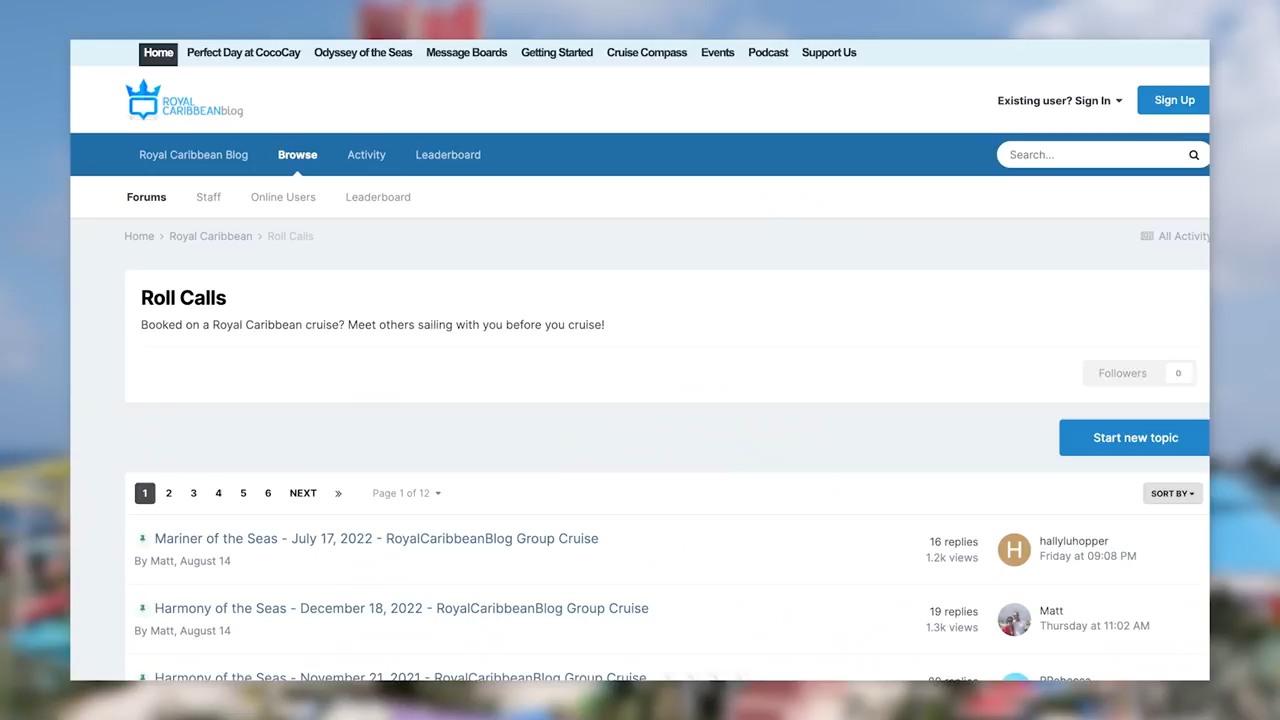 Home Perfect Day at CocoCay Odyssey of the Seas Message Boards Getting Started Cruise Compass Events Podcast Support Us
ROYAL
CARIBBEANblog
Existing user? Sign In
Sign Up
Royal Caribbean Blog Browse Activity Leaderboard
Search...
Forums Staff Online Users Leaderboard
Home › Royal Caribbean › Roll Calls
All Activity
Roll Calls
Booked on a Royal Caribbean cruise? Meet others sailing with you before you cruise!
Followers 0
Start new topic
1 2 3 4 5 6 NEXT » Page 1 of 12
SORT BY
Mariner of the Seas - July 17, 2022 - RoyalCaribbeanBlog Group Cruise
By Matt, August 14
16 replies
1.2k views
H
hallyluhopper
Friday at 09:08 PM
Harmony of the Seas - December 18, 2022 - RoyalCaribbeanBlog Group Cruise
By Matt, August 14
19 replies
1.3k views
Matt
Thursday at 11:02 AM
Harmony of the Seas - November 21, 2021 - RoyalCaribbeanBlog Group Cruise
replies